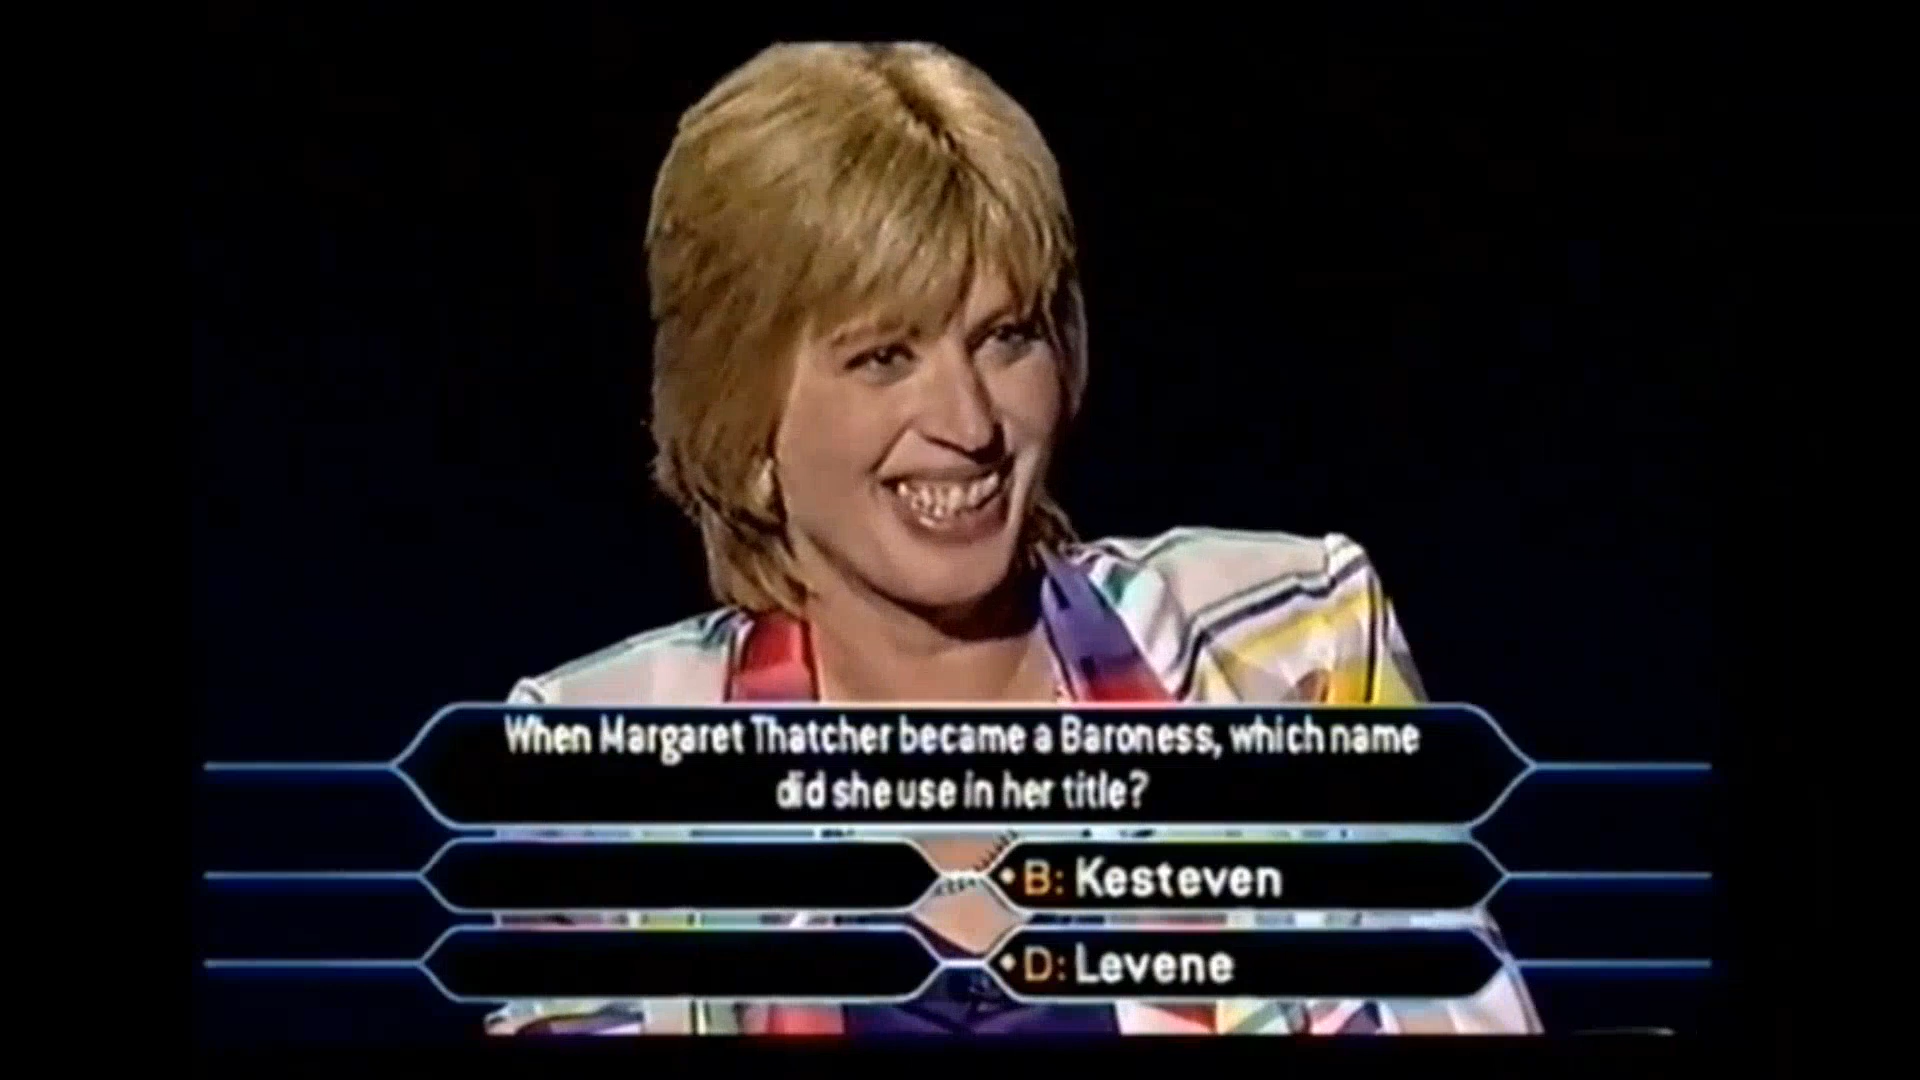 When Margaret Thatcher became a Baroness, which name
did she use in her title?
B: Kesteven
D: Levene